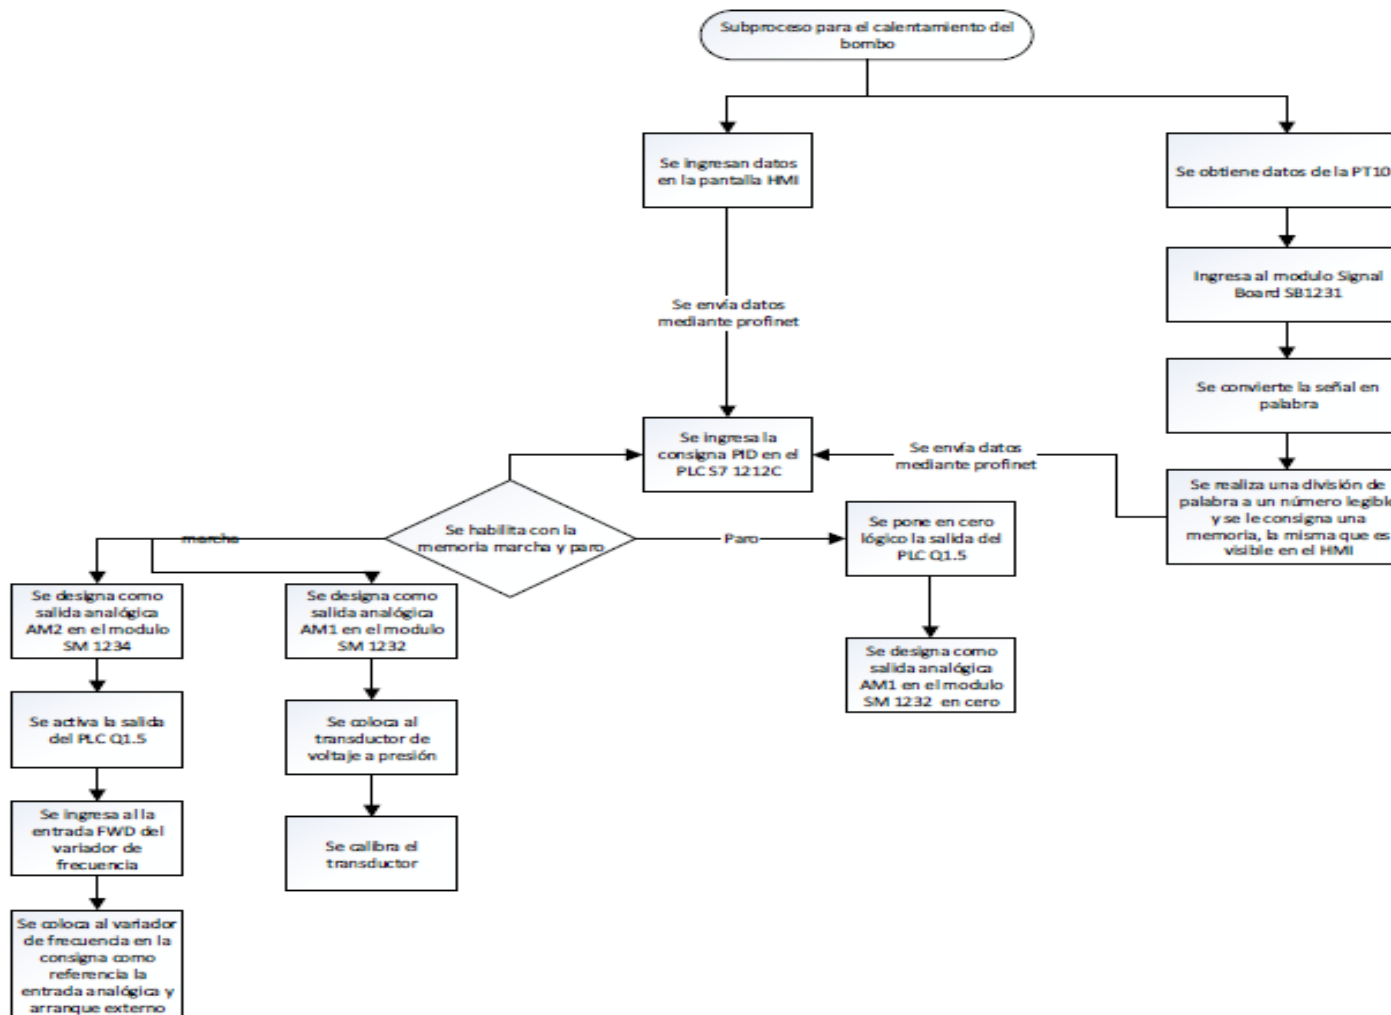 Subproceso para el calentamiento del
bombo
Se ingresan datos
en la pantalla HMI
Se obtiene datos de la PT10
Ingresa al modulo Signal
Board SB1231
Se envía datos
mediante profinet
Se convierte la señal en
palabra
Se ingresa la
consigna PID en el
PLC S7 1212C
Se envía datos
mediante profinet
Se realiza una división de
palabra a un número legible
y se le consigna una
memoria, la misma que es
visible en el HMI
Se habilita con la
memoria marcha y paro
marcha
Paro
Se pone en cero
lógico la salida del
PLC Q1.5
Se designa como
salida analógica
AM2 en el modulo
SM 1234
Se designa como
salida analógica
AM1 en el modulo
SM 1232
Se designa como
salida analógica
AM1 en el modulo
SM 1232 en cero
Se activa la salida
del PLC Q1.5
Se coloca al
transductor de
voltaje a presión
Se ingresa al la
entrada FWD del
variador de
frecuencia
Se calibra el
transductor
Se coloca al variador
de frecuencia en la
consigna como
referencia la
entrada analógica y
arranque externo